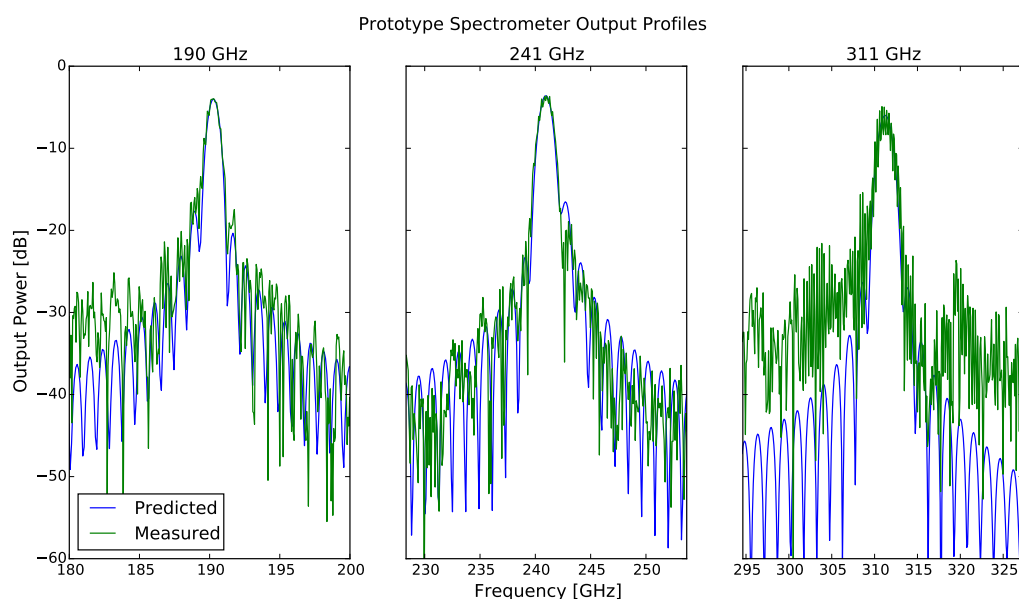 Prototype Spectrometer Output Profiles
190 GHz
241 GHz
311 GHz
Output Power [dB]
0
−10
−20
−30
−40
−50
−60
Predicted
Measured
180 185 190 195 200
230 235 240 245 250
295 300 305 310 315 320 325
Frequency [GHz]